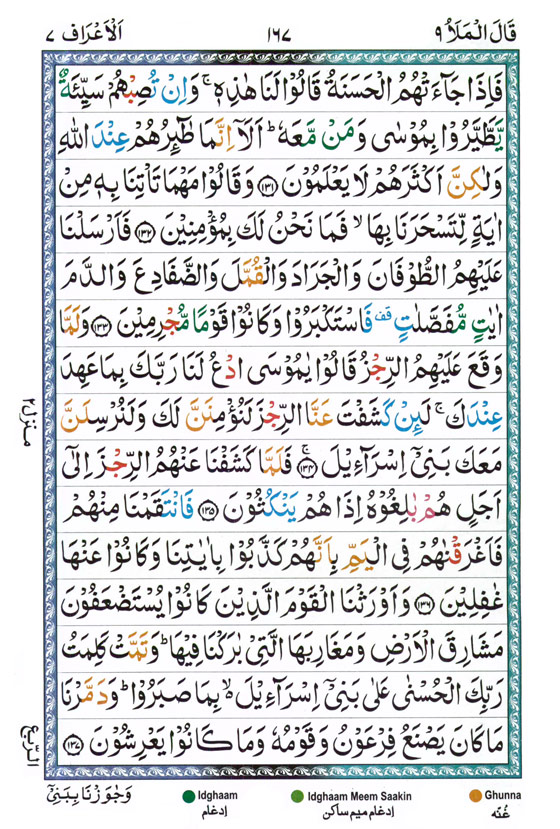 قَالَ الْمَلَاُ ٩
١٦٧
اَلْاَعْرَاف ٧
فَاِذَا جَآءَتْهُمُ الْحَسَنَةُ قَالُوْا لَنَا هٰذِهٖ ۚ وَاِنْ تُصِبْهُمْ سَيِّئَةٌ
يَّطَّيَّرُوْا بِمُوْسٰى وَمَنْ مَّعَهٗ ؕ اَلَآ اِنَّمَا طٰٓئِرُهُمْ عِنْدَ اللّٰهِ
وَلٰكِنَّ اَكْثَرَهُمْ لَا يَعْلَمُوْنَ ﴿١٣١﴾ وَقَالُوْا مَهْمَا تَاْتِنَا بِهٖ مِنْ
اٰيَةٍ لِّتَسْحَرَنَا بِهَا ۙ فَمَا نَحْنُ لَكَ بِمُؤْمِنِيْنَ ﴿١٣٢﴾ فَاَرْسَلْنَا
عَلَيْهِمُ الطُّوْفَانَ وَالْجَرَادَ وَالْقُمَّلَ وَالضَّفَادِعَ وَالدَّمَ
اٰيٰتٍ مُّفَصَّلٰتٍ قف فَاسْتَكْبَرُوْا وَكَانُوْا قَوْمًا مُّجْرِمِيْنَ ﴿١٣٣﴾ وَلَمَّا
وَقَعَ عَلَيْهِمُ الرِّجْزُ قَالُوْا يٰمُوْسَى ادْعُ لَنَا رَبَّكَ بِمَا عَهِدَ
عِنْدَكَ ۚ لَئِنْ كَشَفْتَ عَنَّا الرِّجْزَ لَنُؤْمِنَنَّ لَكَ وَلَنُرْسِلَنَّ
مَعَكَ بَنِيْٓ اِسْرَآءِيْلَ ﴿١٣٤﴾ ۚ فَلَمَّا كَشَفْنَا عَنْهُمُ الرِّجْزَ اِلٰٓى
اَجَلٍ هُمْ بٰلِغُوْهُ اِذَا هُمْ يَنْكُثُوْنَ ﴿١٣٥﴾ فَانْتَقَمْنَا مِنْهُمْ
فَاَغْرَقْنٰهُمْ فِى الْيَمِّ بِاَنَّهُمْ كَذَّبُوْا بِاٰيٰتِنَا وَكَانُوْا عَنْهَا
غٰفِلِيْنَ ﴿١٣٦﴾ وَاَوْرَثْنَا الْقَوْمَ الَّذِيْنَ كَانُوْا يُسْتَضْعَفُوْنَ
مَشَارِقَ الْاَرْضِ وَمَغَارِبَهَا الَّتِيْ بٰرَكْنَا فِيْهَا ؕ وَتَمَّتْ كَلِمَتُ
رَبِّكَ الْحُسْنٰى عَلٰى بَنِيْٓ اِسْرَآءِيْلَ ۙ بِمَا صَبَرُوْا ؕ وَدَمَّرْنَا
مَا كَانَ يَصْنَعُ فِرْعَوْنُ وَقَوْمُهٗ وَمَا كَانُوْا يَعْرِشُوْنَ ﴿١٣٧﴾
منزل ٢
الربع
وَجٰوَزْنَا بِبَنِيْٓ
Idghaam
ادغام
Idghaam Meem Saakin
ادغام میم ساکن
Ghunna
غنّه